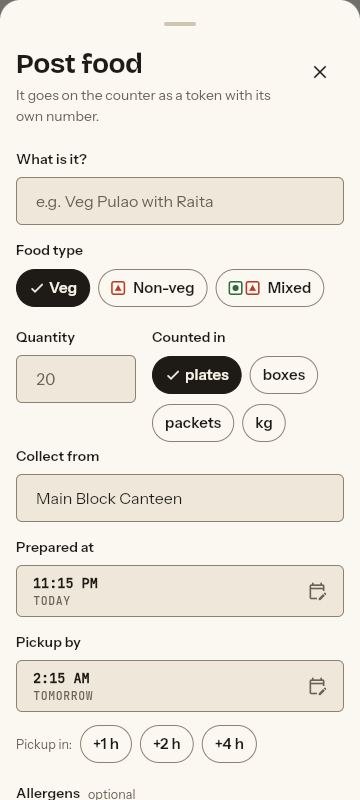 Post food
It goes on the counter as a token with its
own number.
What is it?
e.g. Veg Pulao with Raita
Food type
Veg Non-veg Mixed
Quantity Counted in
20 plates boxes
packets kg
Collect from
Main Block Canteen
Prepared at
11:15 PM
TODAY
Pickup by
2:15 AM
TOMORROW
Pickup in: +1 h +2 h +4 h
Allergens optional